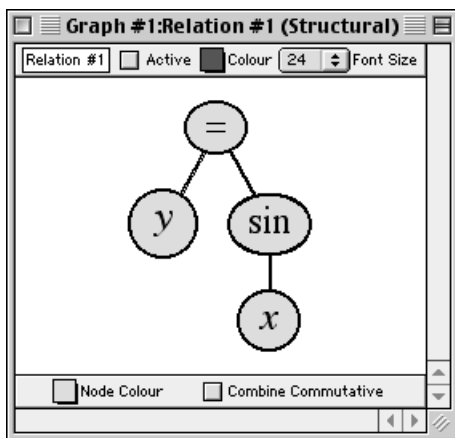 Graph #1:Relation #1 (Structural)
Relation #1 Active Colour 24 Font Size
=
y sin
x
Node Colour Combine Commutative